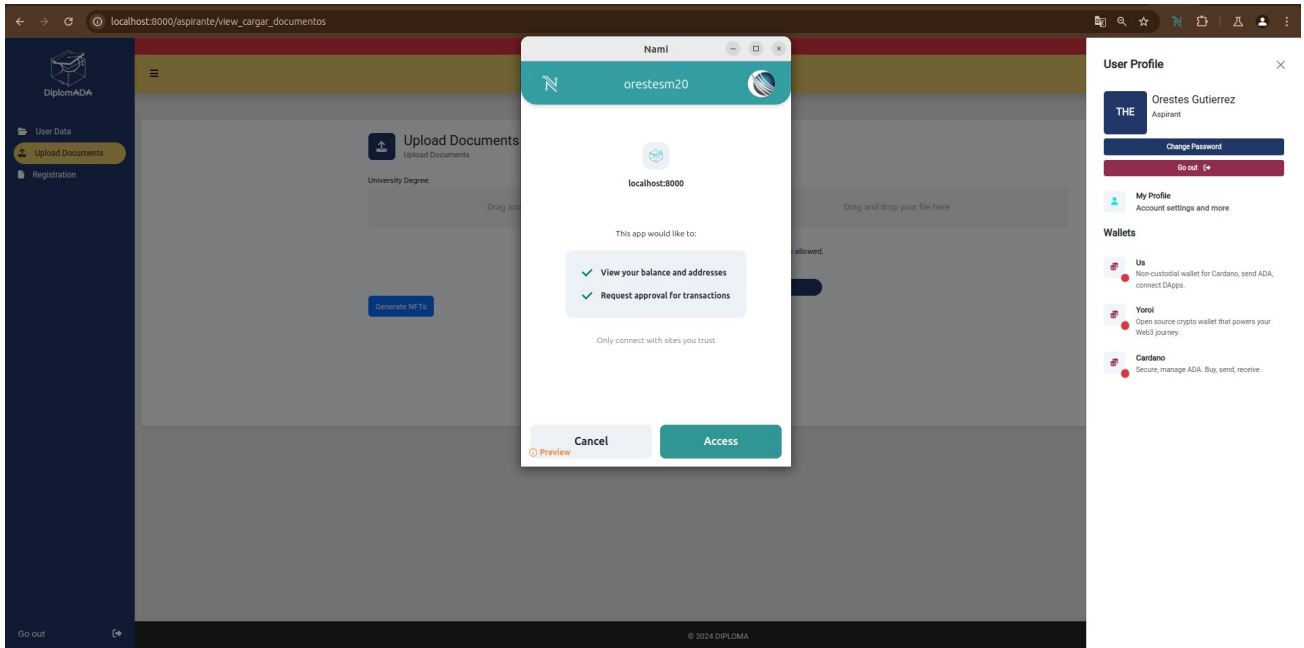 localhost:8000/aspirante/view_cargar_documentos
DiplomADA
User Data
Upload Documents
Registration
Go out
Upload Documents
Upload Documents
University Degree:
Drag and
Drag and drop your file here
allowed.
Generate NFTs
© 2024 DIPLOMA
Nami
orestesm20
localhost:8000
This app would like to:
View your balance and addresses
Request approval for transactions
Only connect with sites you trust
Cancel
Access
Preview
User Profile
THE
Orestes Gutierrez
Aspirant
Change Password
Go out
My Profile
Account settings and more
Wallets
Us
Non-custodial wallet for Cardano, send ADA,
connect DApps.
Yoroi
Open source crypto wallet that powers your
Web3 journey.
Cardano
Secure, manage ADA. Buy, send, receive.